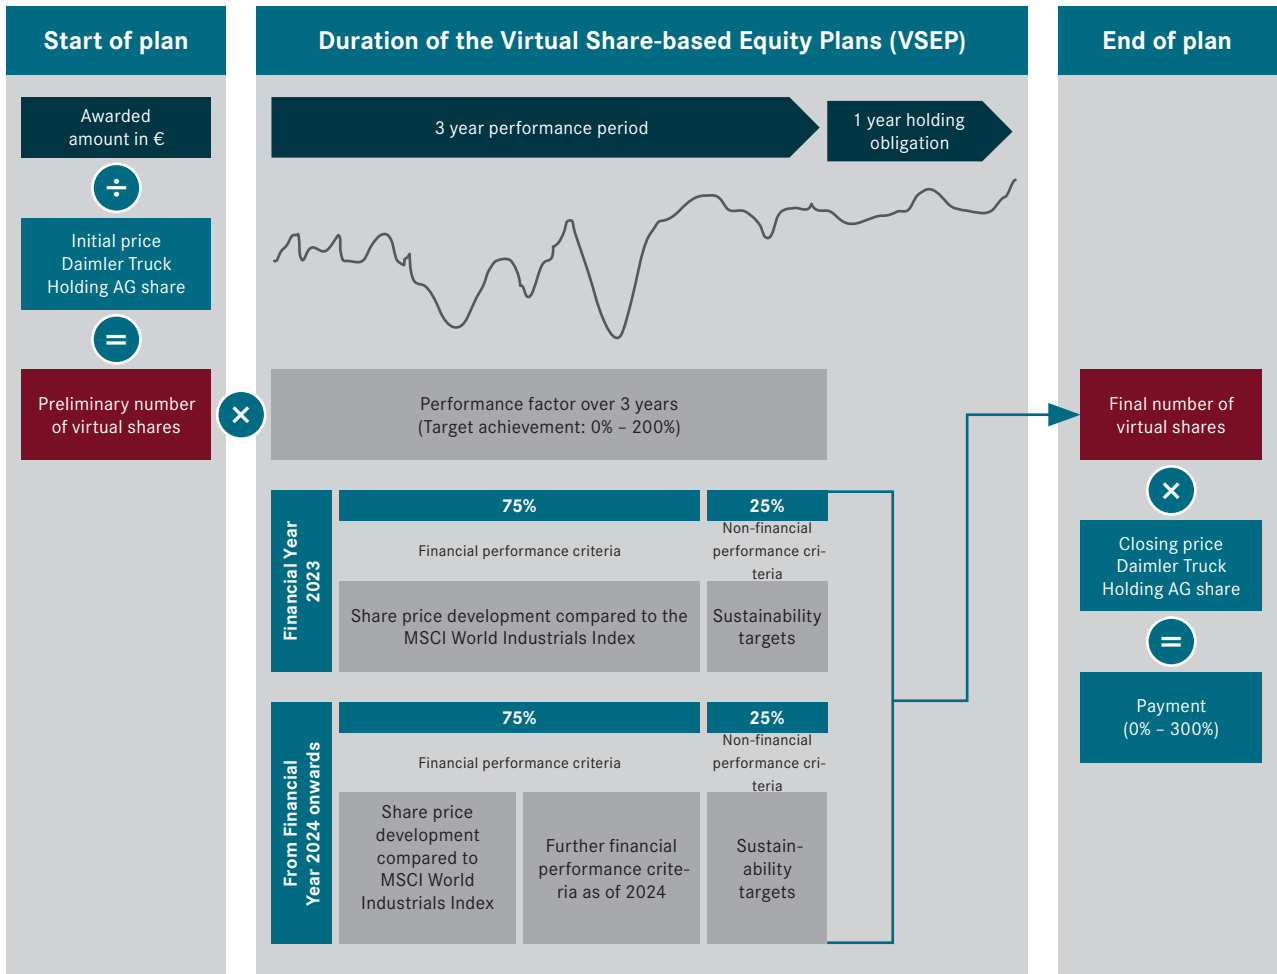 Start of plan
Awarded
amount in €
÷
Initial price
Daimler Truck
Holding AG share
=
Preliminary number
of virtual shares
×
Duration of the Virtual Share-based Equity Plans (VSEP)
3 year performance period
1 year holding
obligation
Performance factor over 3 years
(Target achievement: 0% – 200%)
Financial Year
2023
75%
Financial performance criteria
Share price development compared to the
MSCI World Industrials Index
25%
Non-financial
performance cri-
teria
Sustainability
targets
From Financial
Year 2024 onwards
75%
Financial performance criteria
Share price
development
compared to
MSCI World
Industrials Index
Further financial
performance crite-
ria as of 2024
25%
Non-financial
performance cri-
teria
Sustain-
ability
targets
End of plan
Final number of
virtual shares
×
Closing price
Daimler Truck
Holding AG share
=
Payment
(0% – 300%)